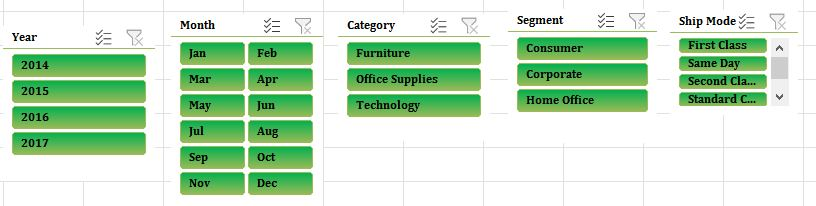 Year
2014
2015
2016
2017
Month
Jan Feb
Mar Apr
May Jun
Jul Aug
Sep Oct
Nov Dec
Category
Furniture
Office Supplies
Technology
Segment
Consumer
Corporate
Home Office
Ship Mode
First Class
Same Day
Second Cla...
Standard C...